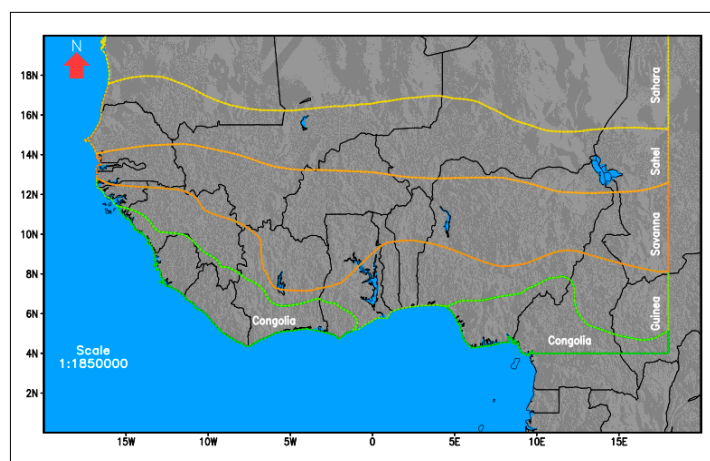 N
18N
16N
14N
12N
10N
8N
6N
4N
2N
Sahara
Sahel
Savanna
Guinea
Congolia
Congolia
Scale
1:1850000
15W
10W
5W
0
5E
10E
15E